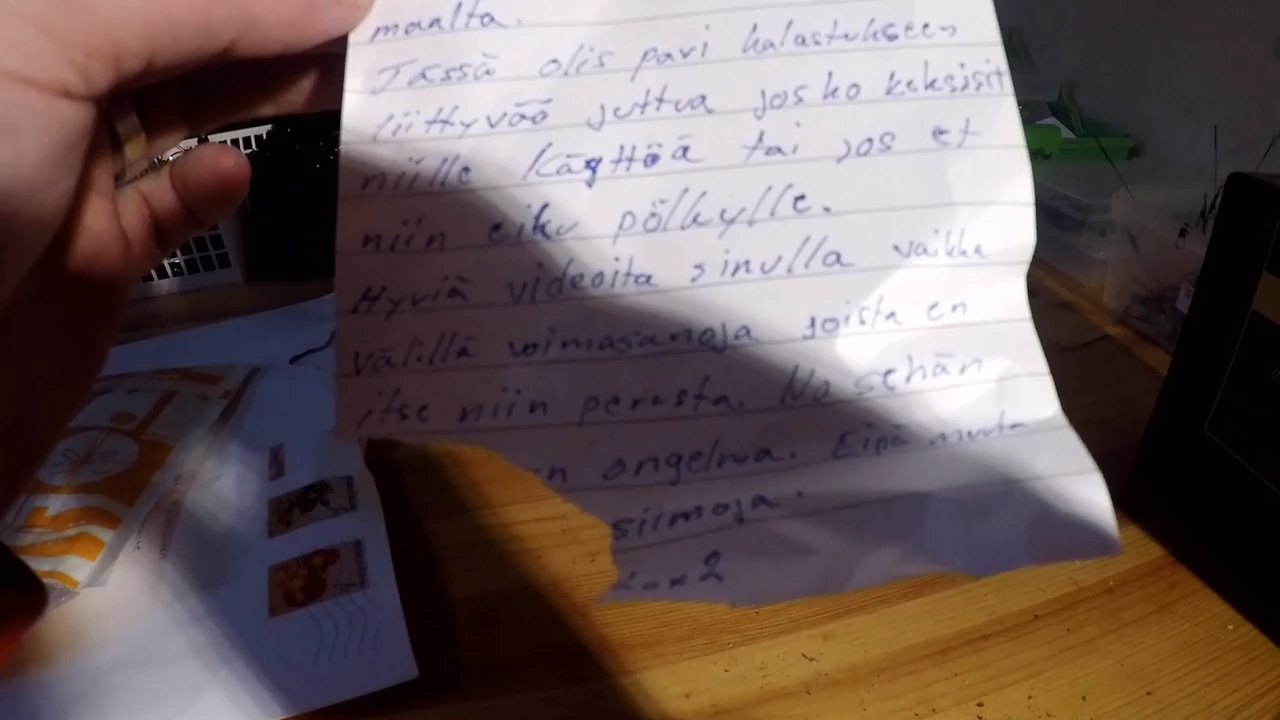 maalta.
Tässä olis pari kalastukseen
liittyvää juttua josko keksisit
niille käyttöä tai jos et
niin eiku pölkylle.
Hyviä videoita sinulla vaikka
välillä voimasanoja joista en
itse niin perusta. No sehän
n ongelma. Eipä muuta
siimoja.